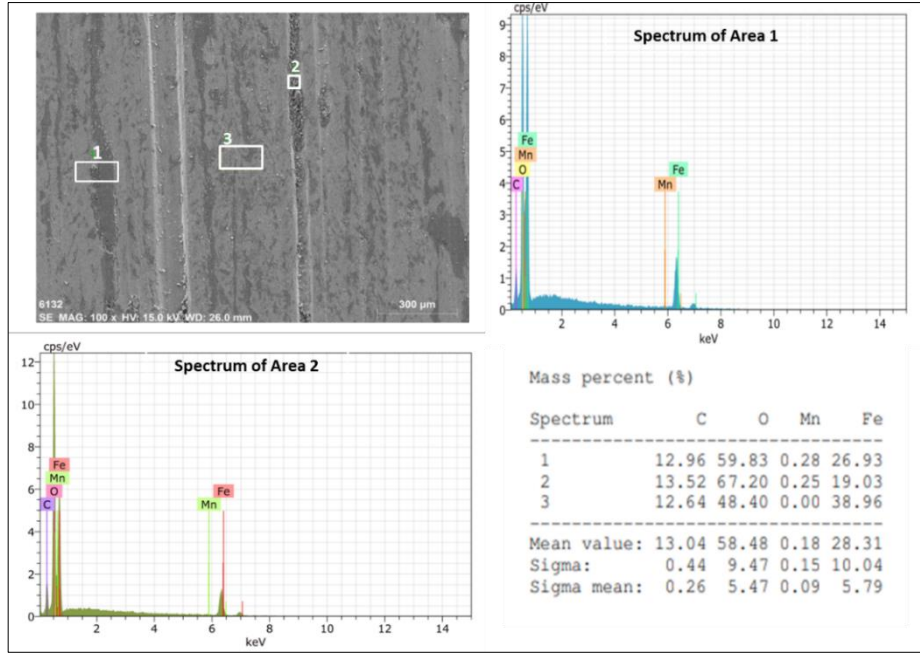 1
2
3
6132
SE MAG: 100 x HV: 15.0 kV WD: 26.0 mm
300 µm
cps/eV
Spectrum of Area 1
9
8
7
6
5
4
3
2
1
0
Fe
Mn
O
C
Mn
Fe
2 4 6 8 10 12 14
keV
cps/eV
Spectrum of Area 2
12
10
8
6
4
2
0
Fe
Mn
O
C
Mn
Fe
2 4 6 8 10 12 14
keV
Mass percent (%)
Spectrum C O Mn Fe
1 12.96 59.83 0.28 26.93
2 13.52 67.20 0.25 19.03
3 12.64 48.40 0.00 38.96
Mean value: 13.04 58.48 0.18 28.31
Sigma: 0.44 9.47 0.15 10.04
Sigma mean: 0.26 5.47 0.09 5.79